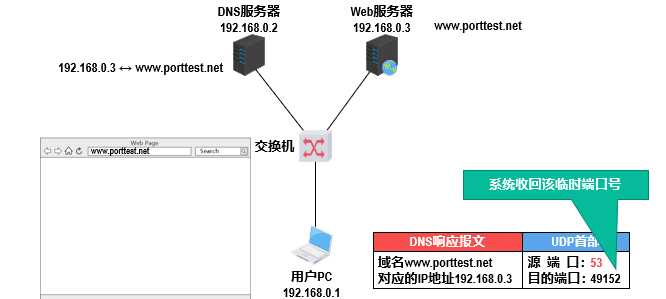 DNS服务器
192.168.0.2
Web服务器
192.168.0.3
www.porttest.net
192.168.0.3 ↔ www.porttest.net
交换机
Web Page
www.porttest.net
Search
系统收回该临时端口号
用户PC
192.168.0.1
DNS响应报文
UDP首部
域名www.porttest.net
对应的IP地址192.168.0.3
源 端 口: 53
目的端口: 49152